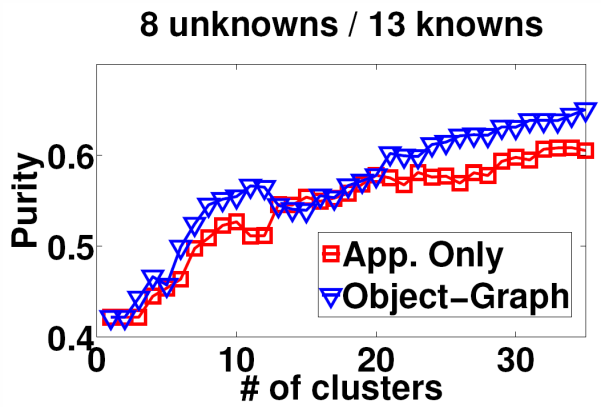 8 unknowns / 13 knowns
Purity
0.6
0.5
0.4
0
10
20
30
# of clusters
App. Only
Object-Graph